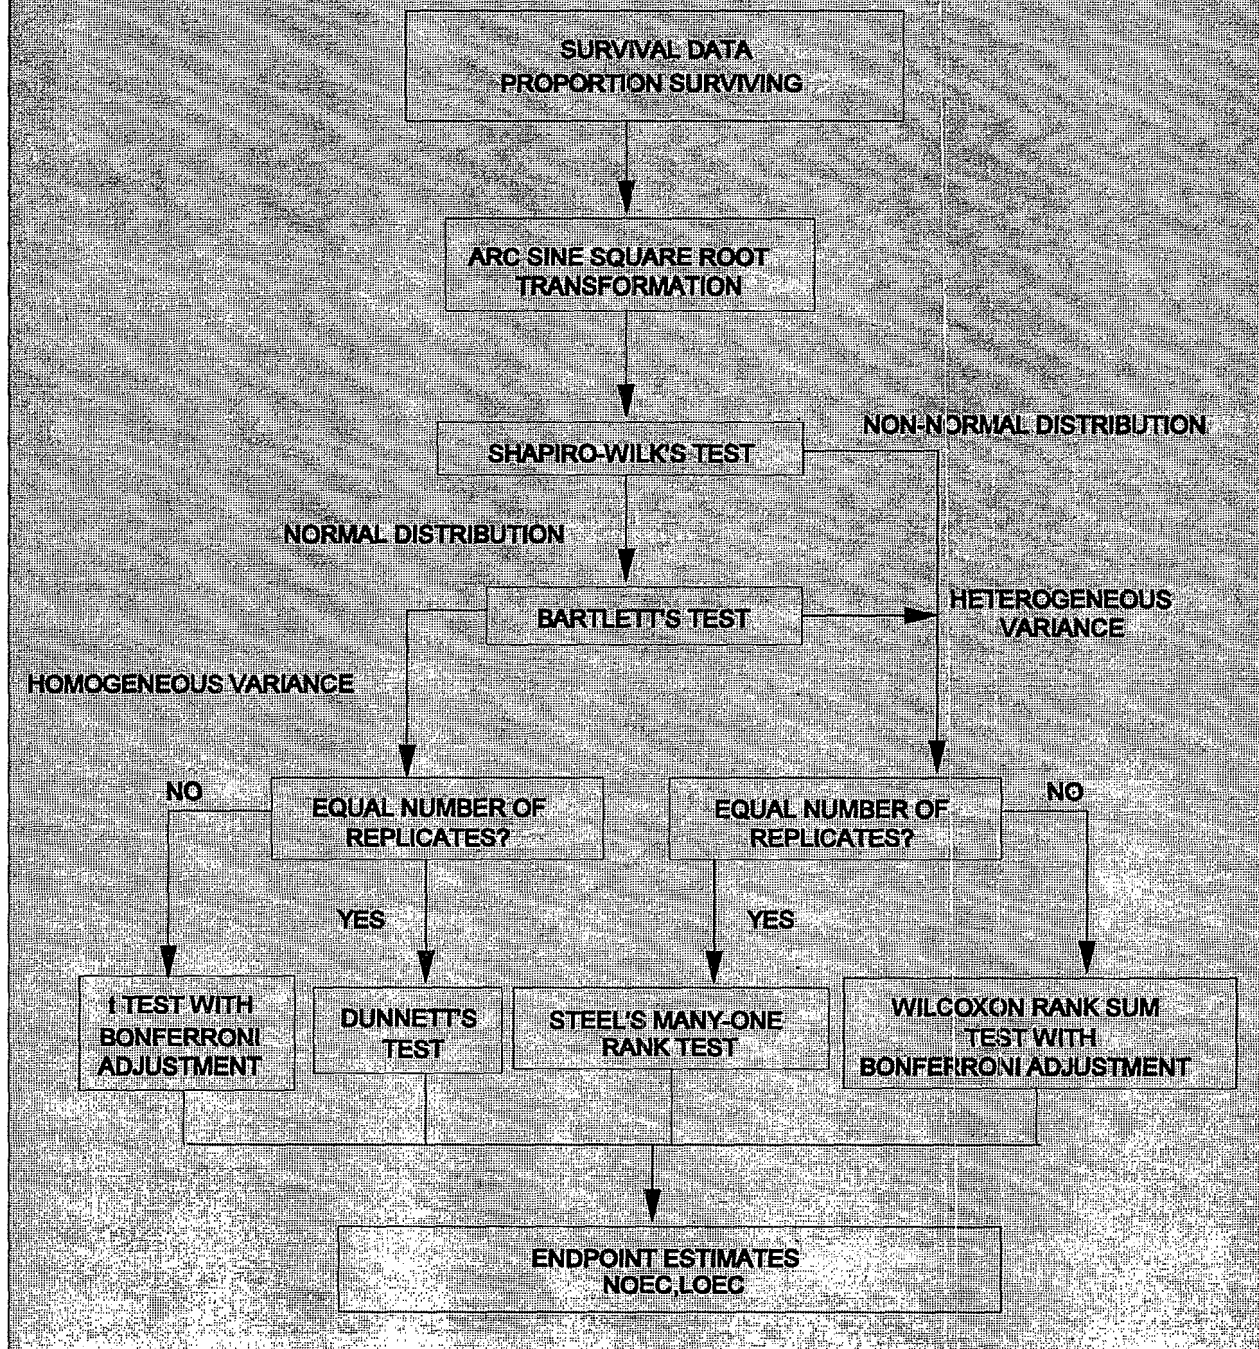 SURVIVAL DATA
PROPORTION SURVIVING
ARC SINE SQUARE ROOT
TRANSFORMATION
NON-NORMAL DISTRIBUTION
SHAPIRO-WILK'S TEST
NORMAL DISTRIBUTION
HETEROGENEOUS
VARIANCE
BARTLETT'S TEST
HOMOGENEOUS VARIANCE
NO
EQUAL NUMBER OF
REPLICATES?
EQUAL NUMBER OF
REPLICATES?
NO
YES
YES
t TEST WITH
BONFERRONI
ADJUSTMENT
DUNNETT'S
TEST
STEEL'S MANY-ONE
RANK TEST
WILCOXON RANK SUM
TEST WITH
BONFERRONI ADJUSTMENT
ENDPOINT ESTIMATES
NOEC,LOEC